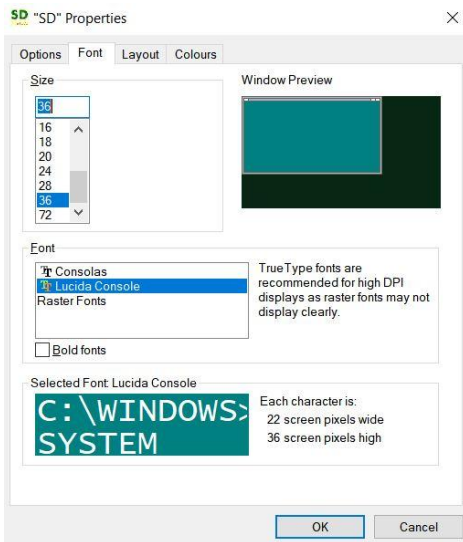 SD "SD" Properties
Options Font Layout Colours
Size
36
16
18
20
24
28
36
72
Window Preview
Font
Consolas
Lucida Console
Raster Fonts
TrueType fonts are
recommended for high DPI
displays as raster fonts may not
display clearly.
Bold fonts
Selected Font: Lucida Console
C:\WINDOWS>
SYSTEM
Each character is:
22 screen pixels wide
36 screen pixels high
OK Cancel